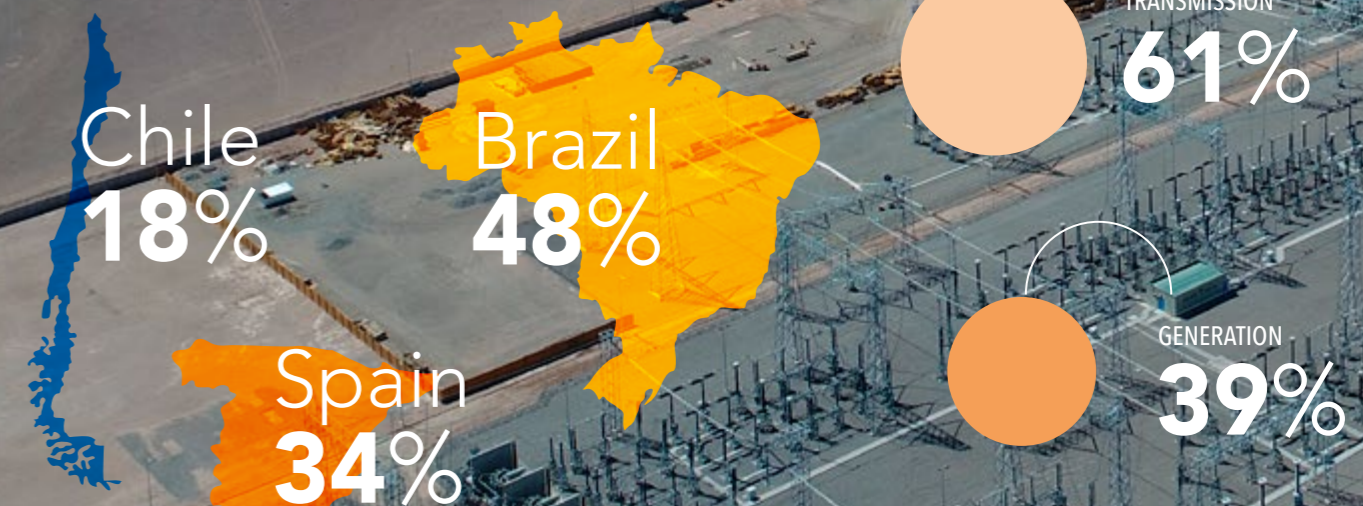 Chile
18%
Brazil
48%
Spain
34%
TRANSMISSION
61%
GENERATION
39%